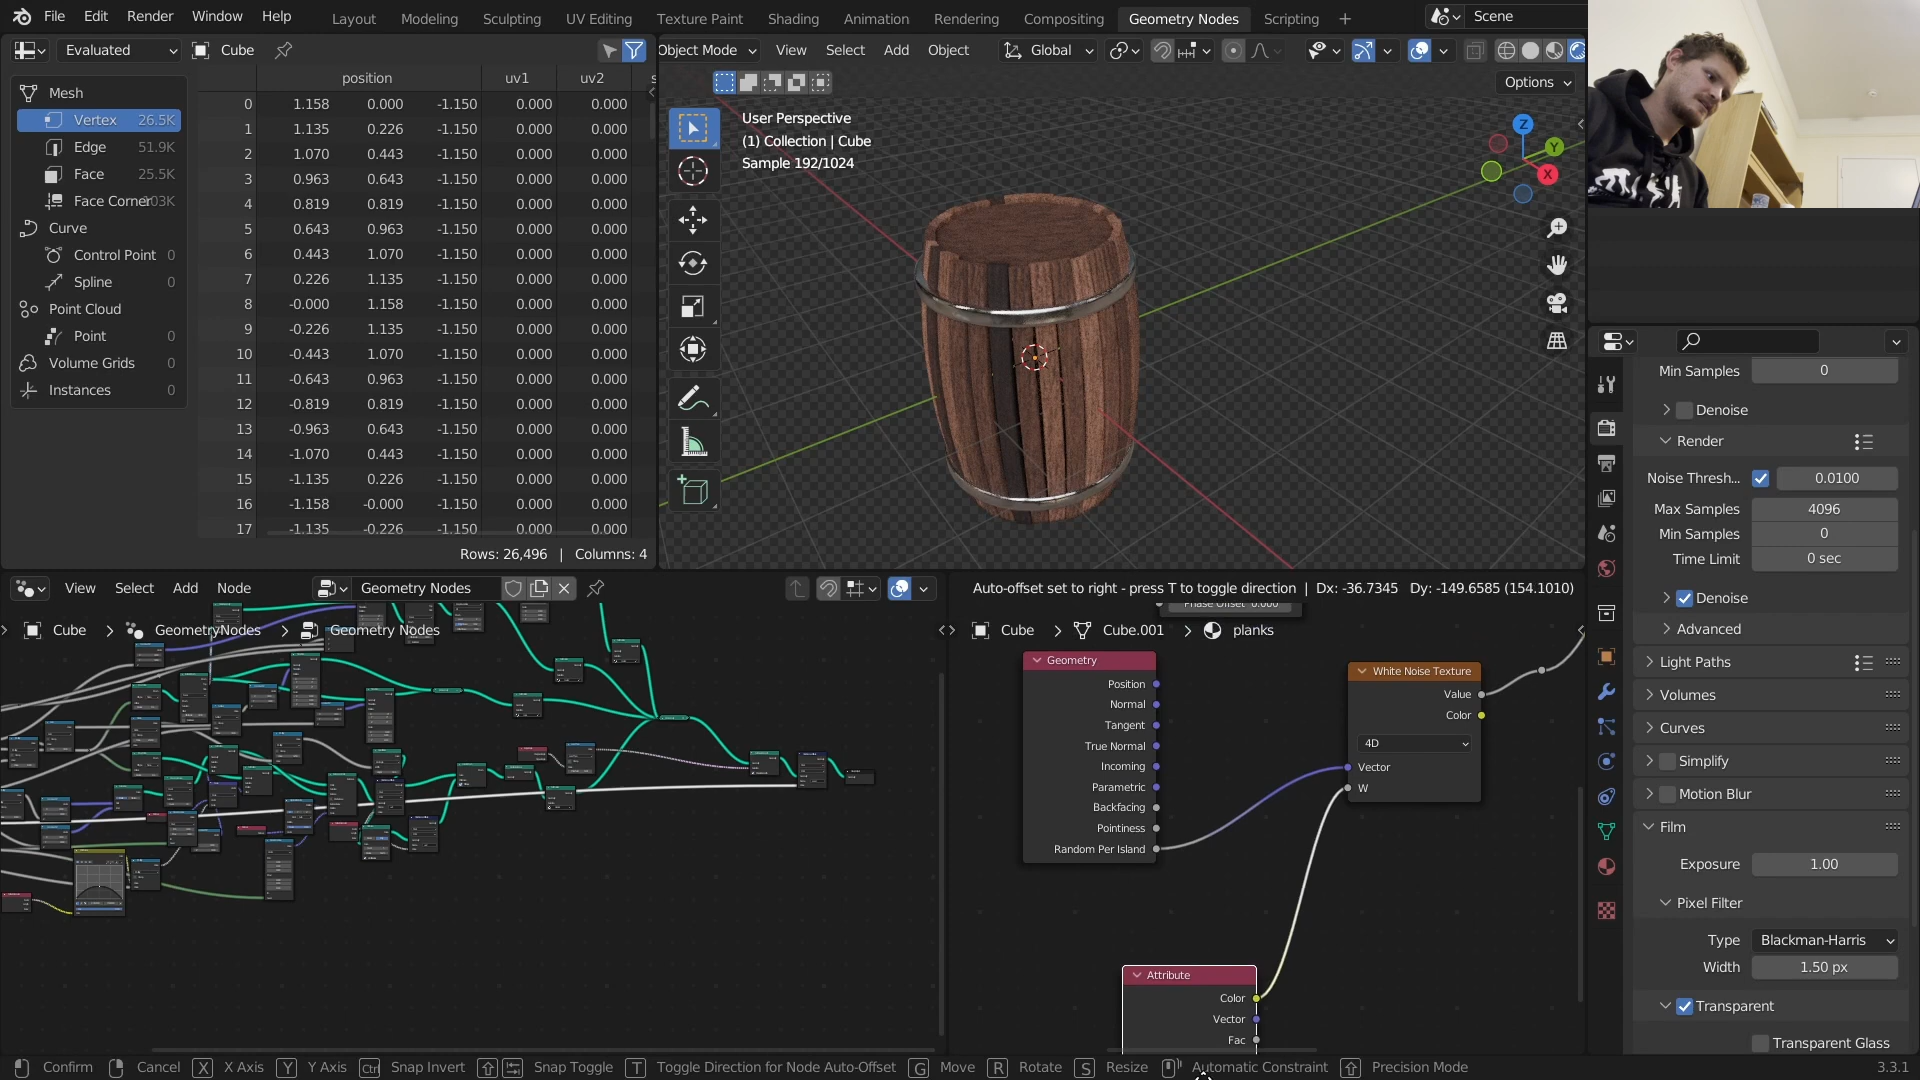 File Edit Render Window Help
Layout Modeling Sculpting UV Editing Texture Paint Shading Animation Rendering Compositing Geometry Nodes Scripting
Scene
Evaluated Cube
Object Mode View Select Add Object Global
Options
Mesh
Vertex 26.5K
Edge 51.9K
Face 25.5K
Face Corner 103K
Curve
Control Point 0
Spline 0
Point Cloud
Point 0
Volume Grids 0
Instances 0
position uv1 uv2 s
0 1.158 0.000 -1.150 0.000 0.000
1 1.135 0.226 -1.150 0.000 0.000
2 1.070 0.443 -1.150 0.000 0.000
3 0.963 0.643 -1.150 0.000 0.000
4 0.819 0.819 -1.150 0.000 0.000
5 0.643 0.963 -1.150 0.000 0.000
6 0.443 1.070 -1.150 0.000 0.000
7 0.226 1.135 -1.150 0.000 0.000
8 -0.000 1.158 -1.150 0.000 0.000
9 -0.226 1.135 -1.150 0.000 0.000
10 -0.443 1.070 -1.150 0.000 0.000
11 -0.643 0.963 -1.150 0.000 0.000
12 -0.819 0.819 -1.150 0.000 0.000
13 -0.963 0.643 -1.150 0.000 0.000
14 -1.070 0.443 -1.150 0.000 0.000
15 -1.135 0.226 -1.150 0.000 0.000
16 -1.158 -0.000 -1.150 0.000 0.000
17 -1.135 -0.226 -1.150 0.000 0.000
Rows: 26,496 | Columns: 4
User Perspective
(1) Collection | Cube
Sample 192/1024
Z
Y
X
Min Samples 0
Denoise
Render
Noise Thresh... 0.0100
Max Samples 4096
Min Samples 0
Time Limit 0 sec
Denoise
Advanced
Light Paths
Volumes
Curves
Simplify
Motion Blur
Film
Exposure 1.00
Pixel Filter
Type Blackman-Harris
Width 1.50 px
Transparent
Transparent Glass
View Select Add Node Geometry Nodes
Cube > GeometryNodes > Geometry Nodes
Auto-offset set to right - press T to toggle direction | Dx: -36.7345 Dy: -149.6585 (154.1010)
Phase Offset 0.000
Cube > Cube.001 > planks
Geometry
Position
Normal
Tangent
True Normal
Incoming
Parametric
Backfacing
Pointiness
Random Per Island
White Noise Texture
Value
Color
4D
Vector
W
Attribute
Color
Vector
Fac
Confirm Cancel X X Axis Y Y Axis Ctrl Snap Invert Snap Toggle T Toggle Direction for Node Auto-Offset G Move R Rotate S Resize Automatic Constraint Precision Mode
3.3.1